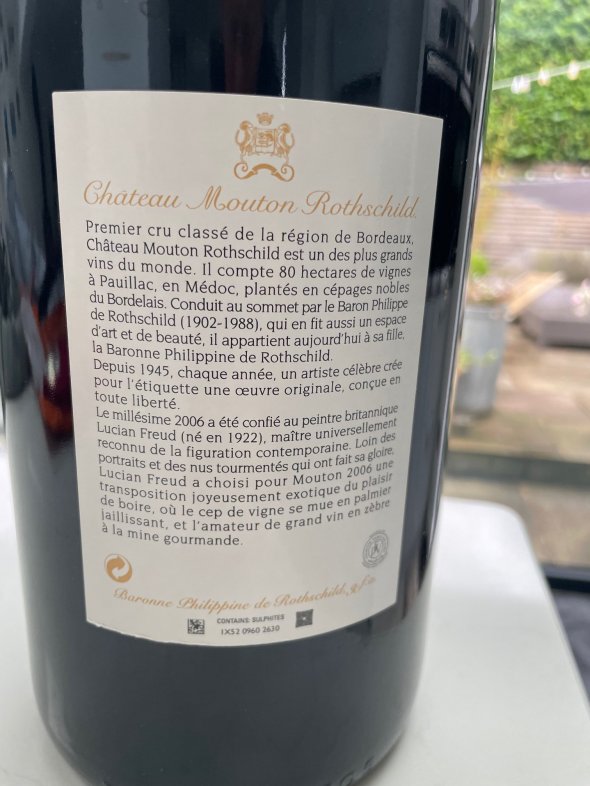 Château Mouton Rothschild
Premier cru classé de la région de Bordeaux,
Château Mouton Rothschild est un des plus grands
vins du monde. Il compte 80 hectares de vignes
à Pauillac, en Médoc, plantés en cépages nobles
du Bordelais. Conduit au sommet par le Baron Philippe
de Rothschild (1902-1988), qui en fit aussi un espace
d'art et de beauté, il appartient aujourd'hui à sa fille,
la Baronne Philippine de Rothschild.
Depuis 1945, chaque année, un artiste célèbre crée
pour l'étiquette une œuvre originale, conçue en
toute liberté.
Le millésime 2006 a été confié au peintre britannique
Lucian Freud (né en 1922), maître universellement
reconnu de la figuration contemporaine. Loin des
portraits et des nus tourmentés qui ont fait sa gloire,
Lucian Freud a choisi pour Mouton 2006 une
transposition joyeusement exotique du plaisir
de boire, où le cep de vigne se mue en palmier
jaillissant, et l'amateur de grand vin en zèbre
à la mine gourmande.
Baronne Philippine de Rothschild, g.f.a.
CONTAINS: SULPHITES
1X52 0960 2630